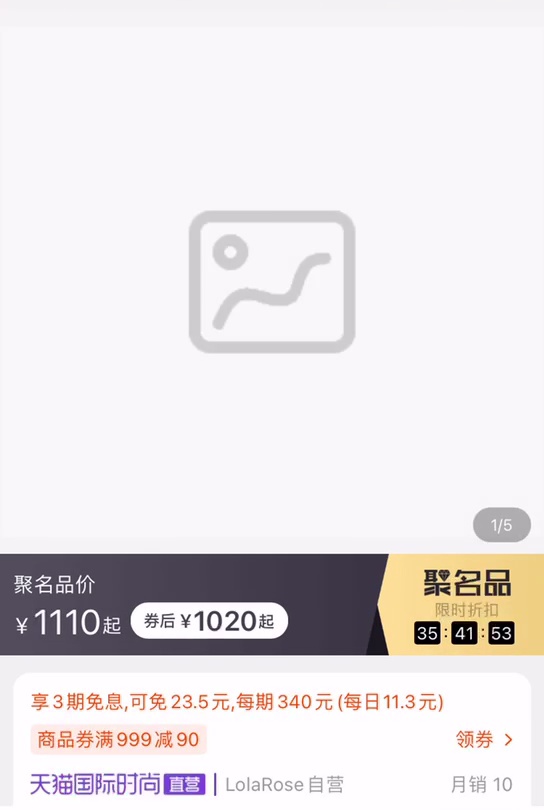 1/5
聚名品价
¥1110起 券后¥1020起
聚名品
限时折扣
35:41:53
享3期免息,可免23.5元,每期340元(每日11.3元)
商品券满999减90 领券
天猫国际时尚 直营 LolaRose自营 月销 10